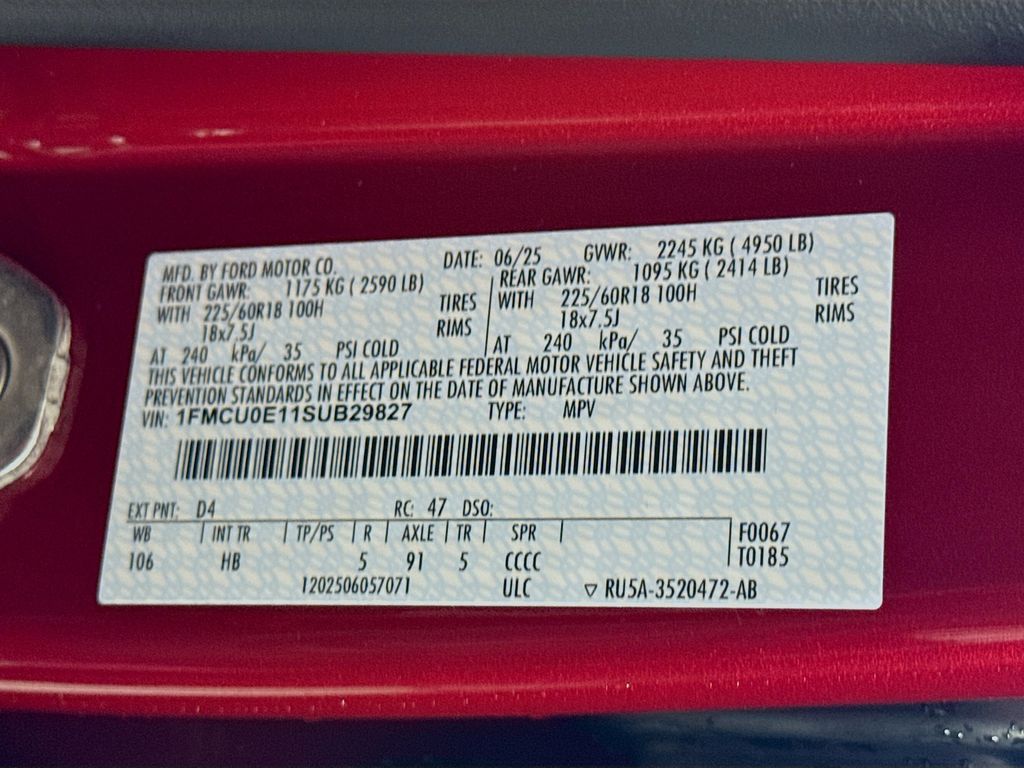 MFD. BY FORD MOTOR CO. DATE: 06/25 GVWR: 2245 KG ( 4950 LB)
FRONT GAWR: 1175 KG ( 2590 LB) REAR GAWR: 1095 KG ( 2414 LB)
WITH 225/60R18 100H TIRES WITH 225/60R18 100H TIRES
18x7.5J RIMS 18x7.5J RIMS
AT 240 kPa/ 35 PSI COLD AT 240 kPa/ 35 PSI COLD
THIS VEHICLE CONFORMS TO ALL APPLICABLE FEDERAL MOTOR VEHICLE SAFETY AND THEFT
PREVENTION STANDARDS IN EFFECT ON THE DATE OF MANUFACTURE SHOWN ABOVE.
VIN: 1FMCU0E11SUB29827 TYPE: MPV
EXT PNT: D4 RC: 47 DSO:
WB INT TR TP/PS R AXLE TR SPR F0067
106 HB 5 91 5 CCCC T0185
1202506057071 ULC ▽ RU5A-3520472-AB